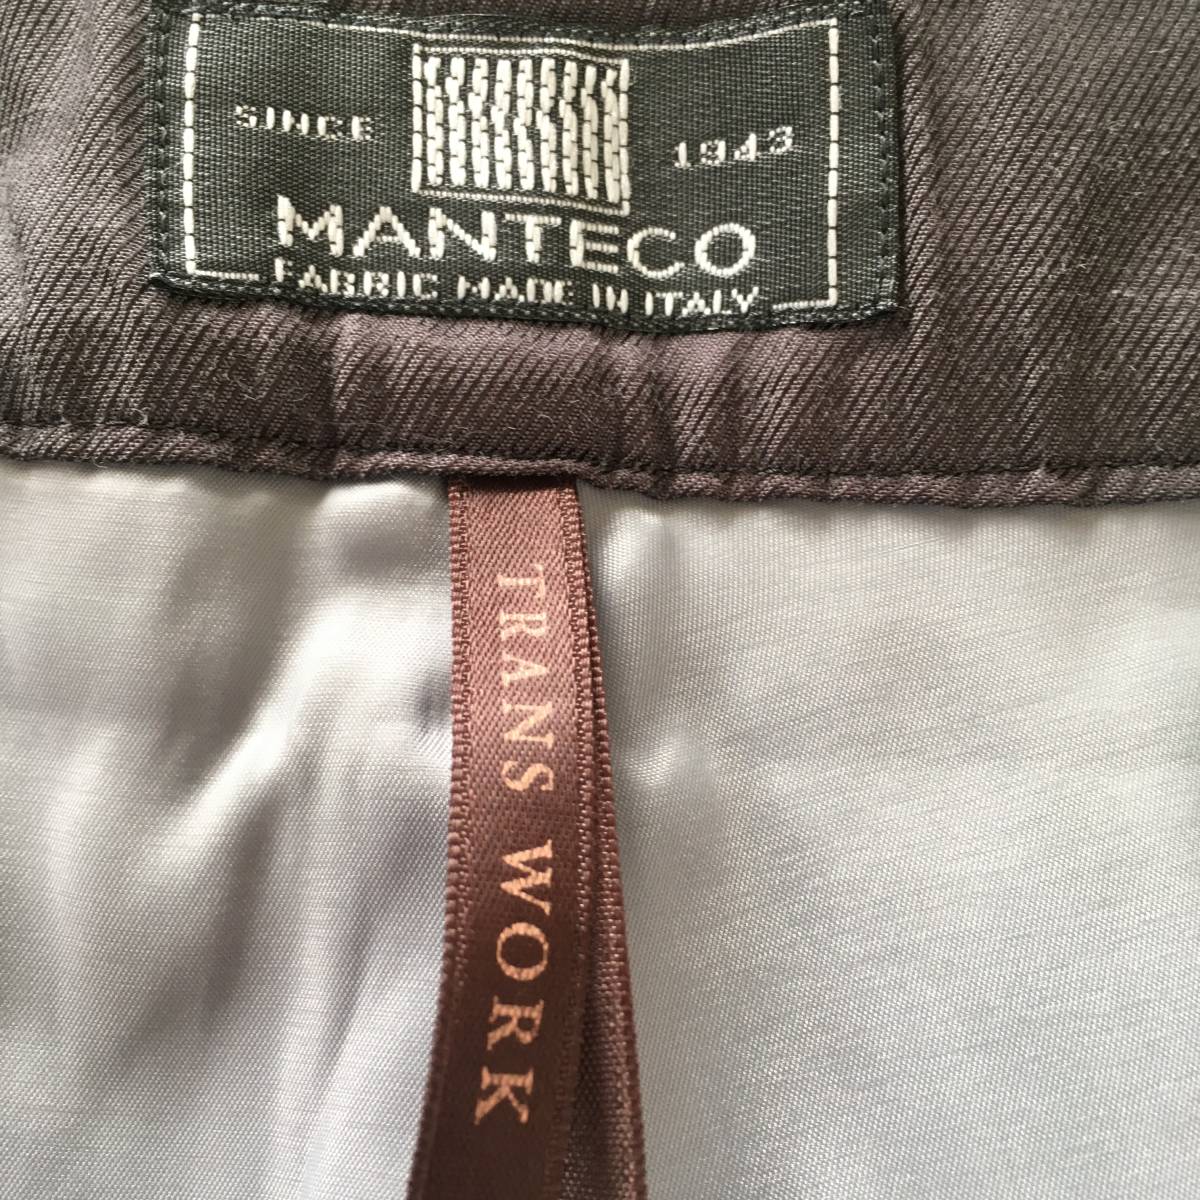 SINCE 1943
MANTECO
FABRIC MADE IN ITALY
TRANS WORK